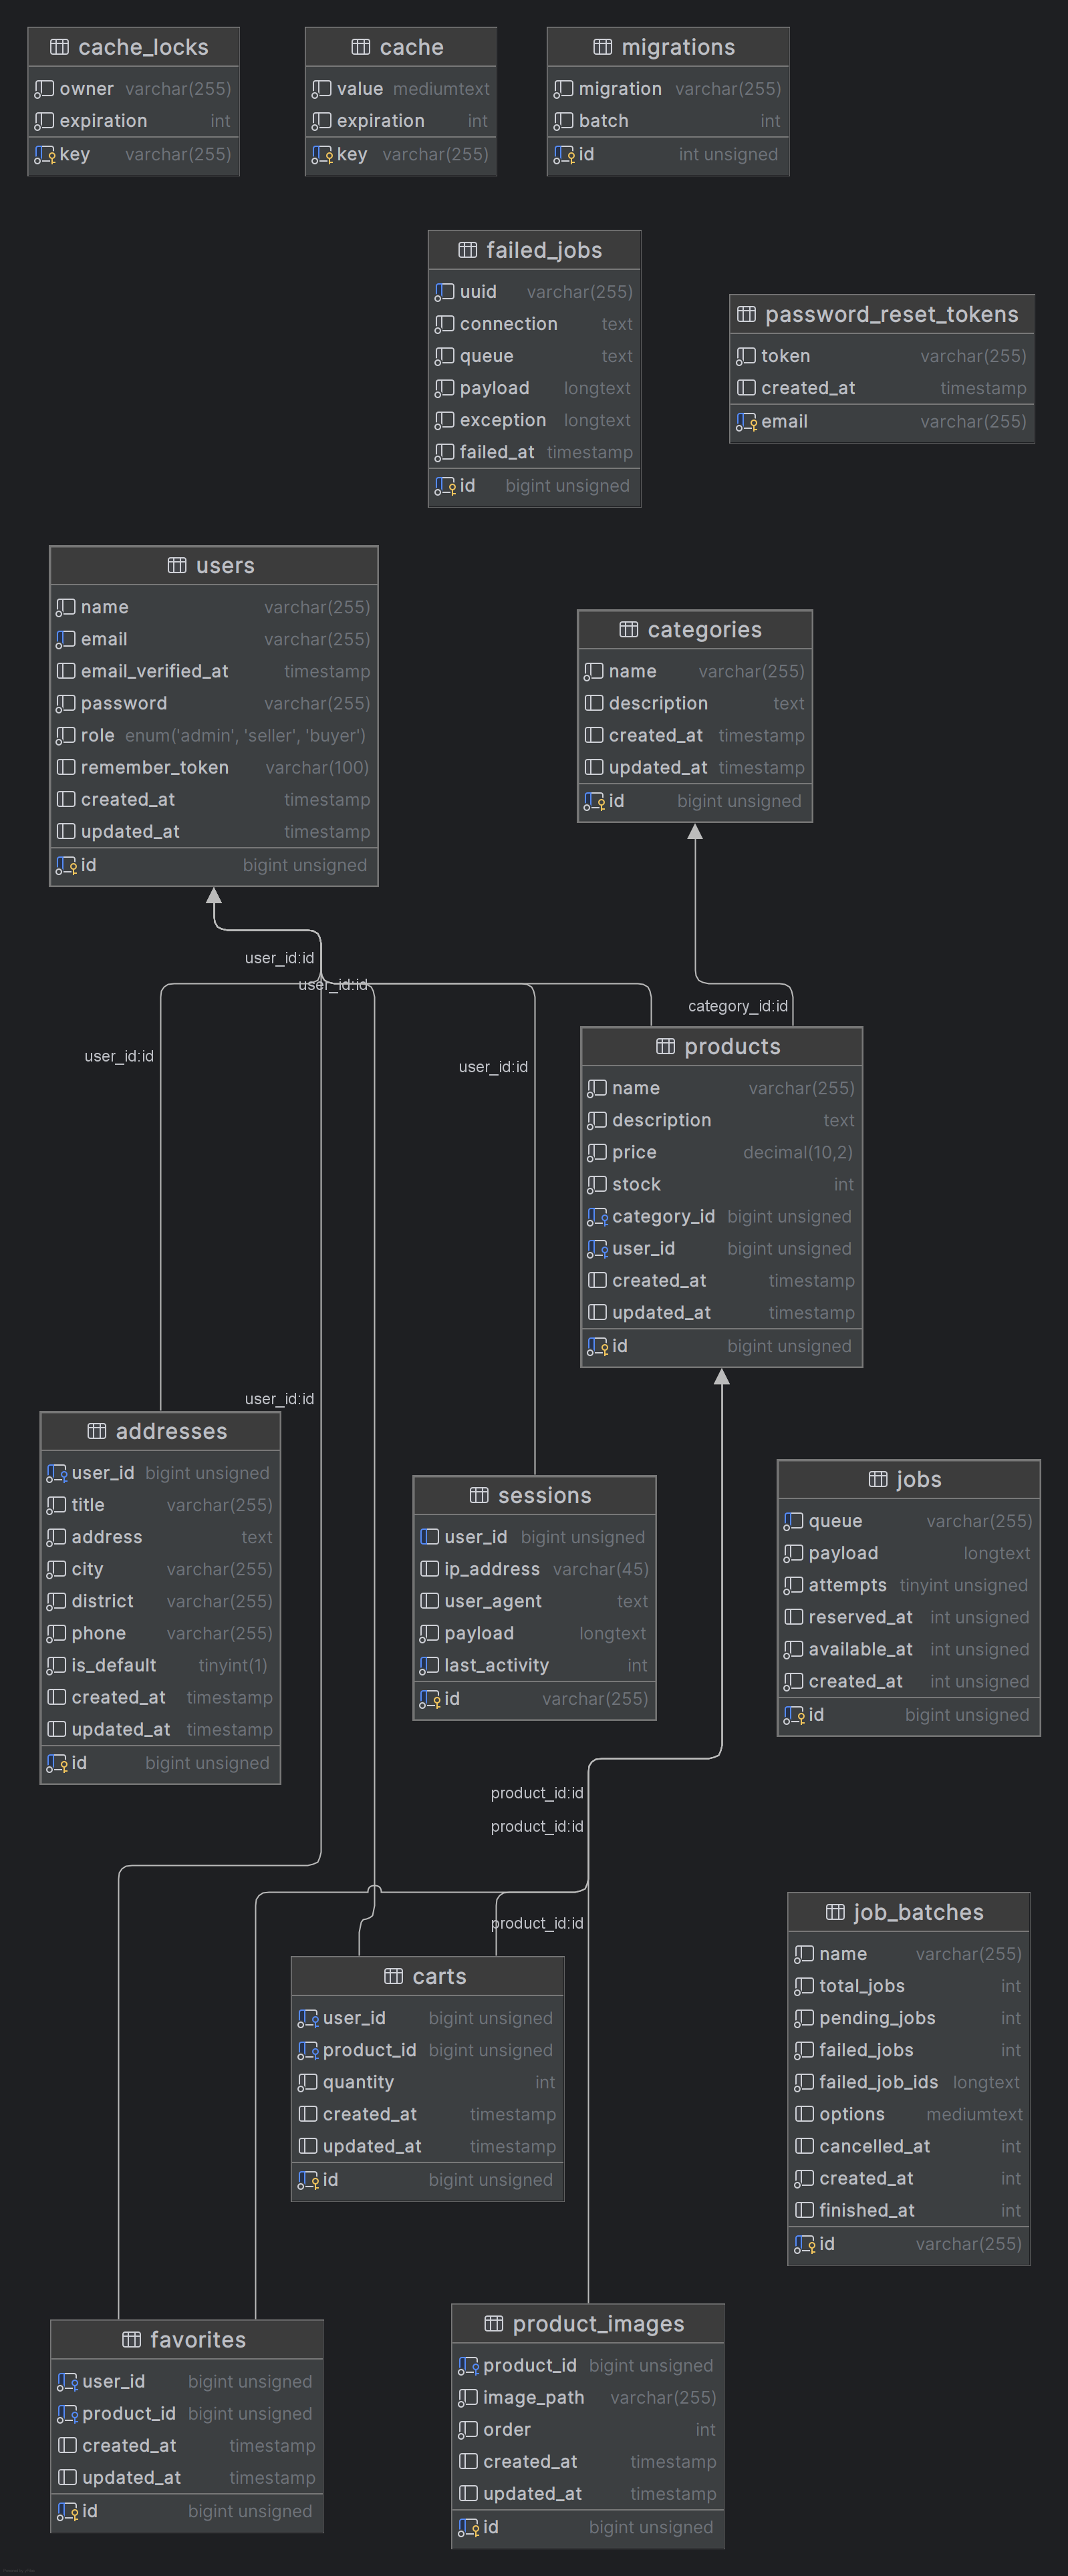 cache_locks
owner varchar(255)
expiration int
key varchar(255)
cache
value mediumtext
expiration int
key varchar(255)
migrations
migration varchar(255)
batch int
id int unsigned
failed_jobs
uuid varchar(255)
connection text
queue text
payload longtext
exception longtext
failed_at timestamp
id bigint unsigned
password_reset_tokens
token varchar(255)
created_at timestamp
email varchar(255)
users
name varchar(255)
email varchar(255)
email_verified_at timestamp
password varchar(255)
role enum('admin', 'seller', 'buyer')
remember_token varchar(100)
created_at timestamp
updated_at timestamp
id bigint unsigned
categories
name varchar(255)
description text
created_at timestamp
updated_at timestamp
id bigint unsigned
user_id:id
user_id:id
category_id:id
user_id:id
user_id:id
products
name varchar(255)
description text
price decimal(10,2)
stock int
category_id bigint unsigned
user_id bigint unsigned
created_at timestamp
updated_at timestamp
id bigint unsigned
user_id:id
addresses
user_id bigint unsigned
title varchar(255)
address text
city varchar(255)
district varchar(255)
phone varchar(255)
is_default tinyint(1)
created_at timestamp
updated_at timestamp
id bigint unsigned
sessions
user_id bigint unsigned
ip_address varchar(45)
user_agent text
payload longtext
last_activity int
id varchar(255)
jobs
queue varchar(255)
payload longtext
attempts tinyint unsigned
reserved_at int unsigned
available_at int unsigned
created_at int unsigned
id bigint unsigned
product_id:id
product_id:id
product_id:id
carts
user_id bigint unsigned
product_id bigint unsigned
quantity int
created_at timestamp
updated_at timestamp
id bigint unsigned
job_batches
name varchar(255)
total_jobs int
pending_jobs int
failed_jobs int
failed_job_ids longtext
options mediumtext
cancelled_at int
created_at int
finished_at int
id varchar(255)
favorites
user_id bigint unsigned
product_id bigint unsigned
created_at timestamp
updated_at timestamp
id bigint unsigned
product_images
product_id bigint unsigned
image_path varchar(255)
order int
created_at timestamp
updated_at timestamp
id bigint unsigned